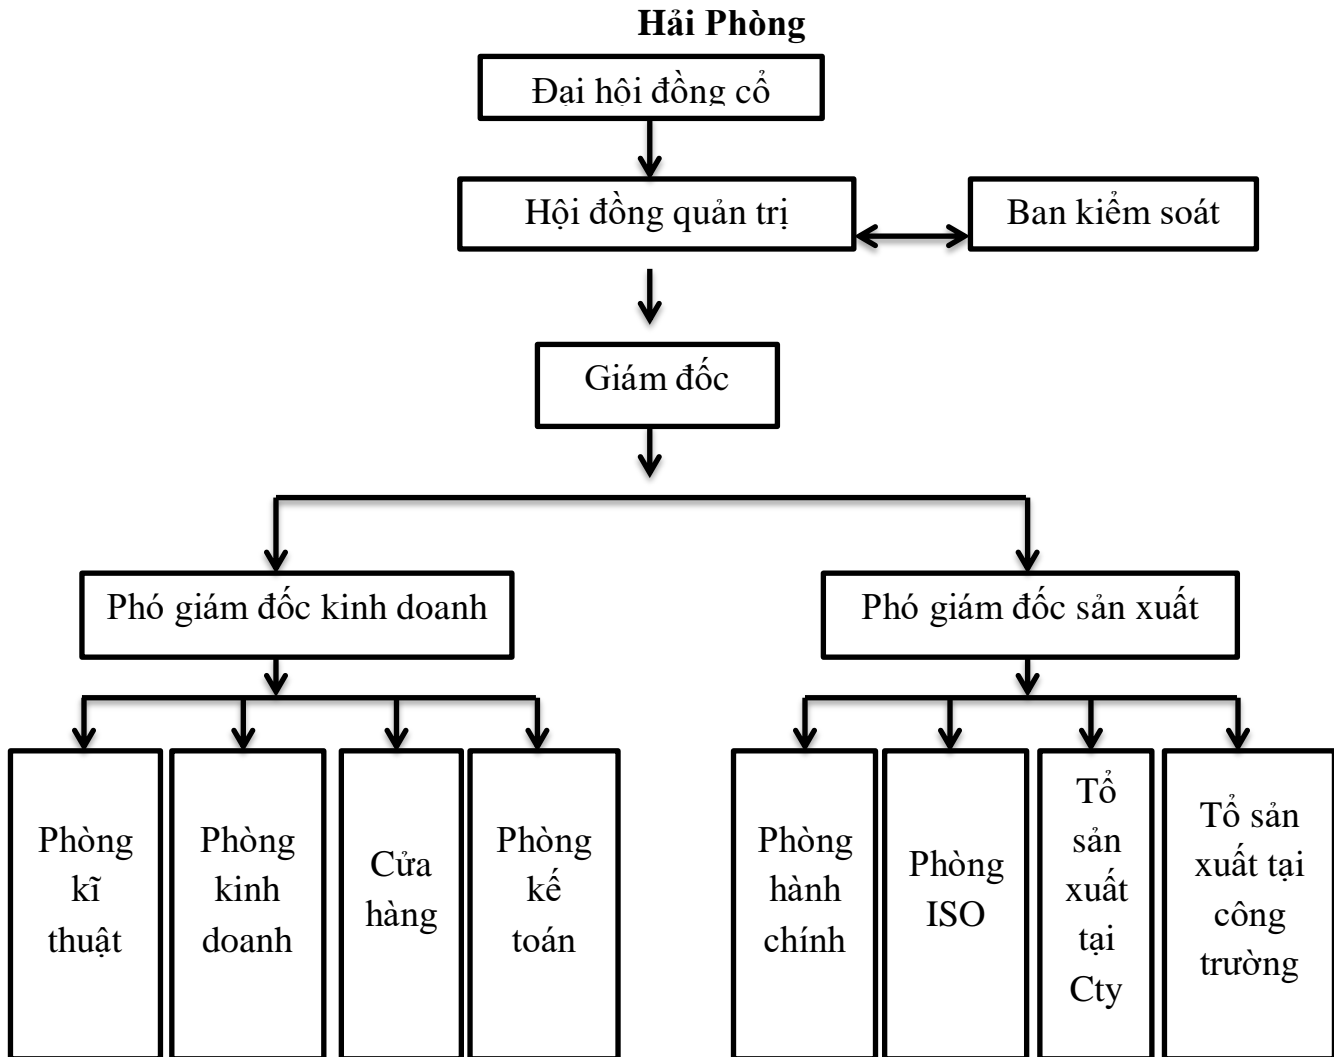 Hải Phòng
Đại hội đồng cổ
Hội đồng quản trị
Ban kiểm soát
Giám đốc
Phó giám đốc kinh doanh
Phó giám đốc sản xuất
Phòng
kĩ
thuật
Phòng
kinh
doanh
Cửa
hàng
Phòng
kế
toán
Phòng
hành
chính
Phòng
ISO
Tổ
sản
xuất
tại
Cty
Tổ sản
xuất tại
công
trường